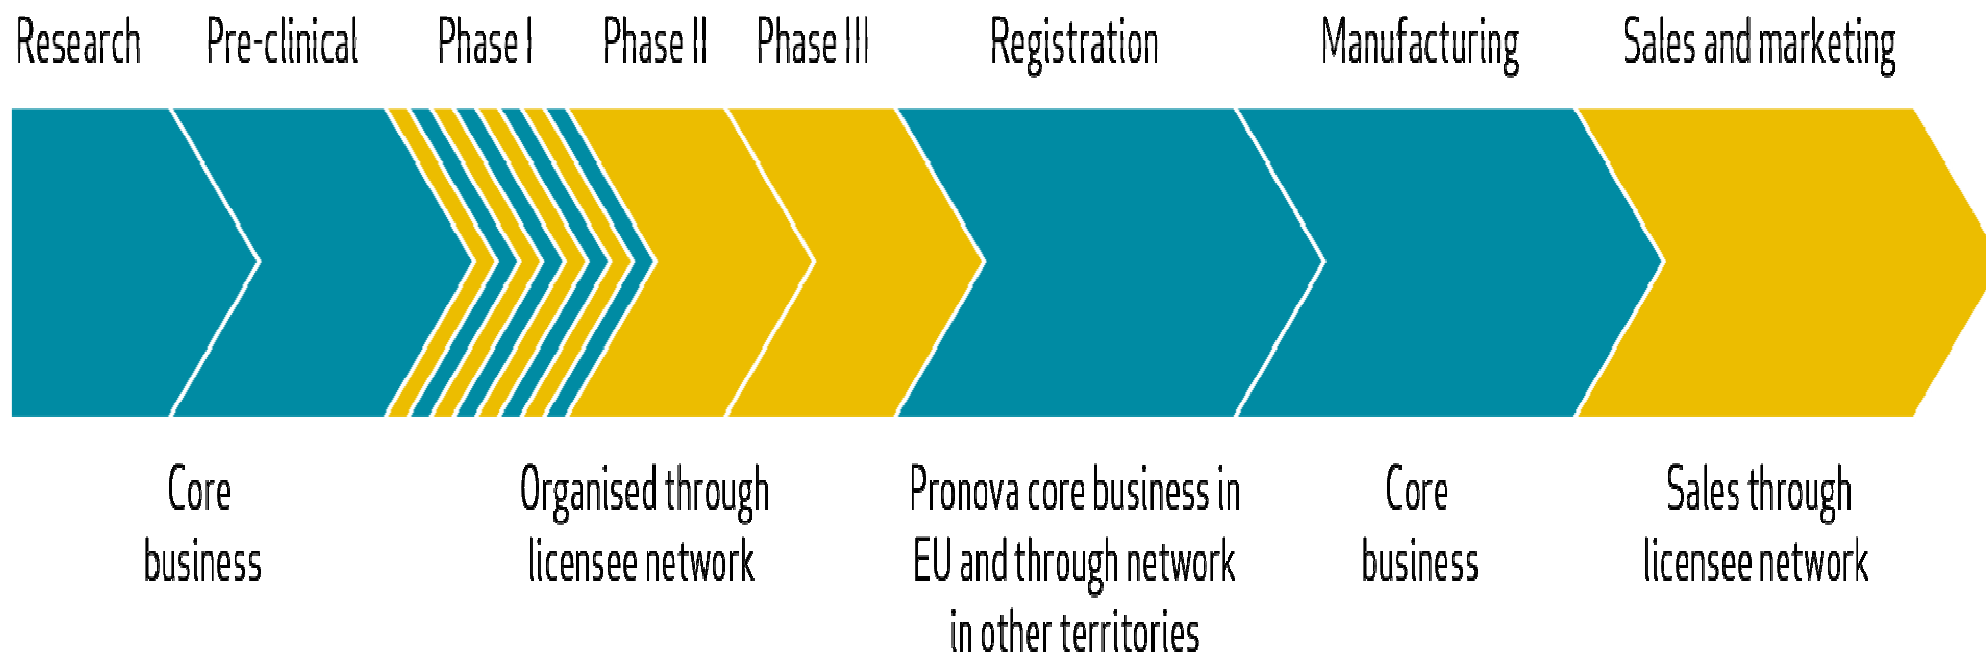 Research Pre-clinical Phase I Phase II Phase III Registration Manufacturing Sales and marketing
Core
business
Organised through
licensee network
Pronova core business in
EU and through network
in other territories
Core
business
Sales through
licensee network